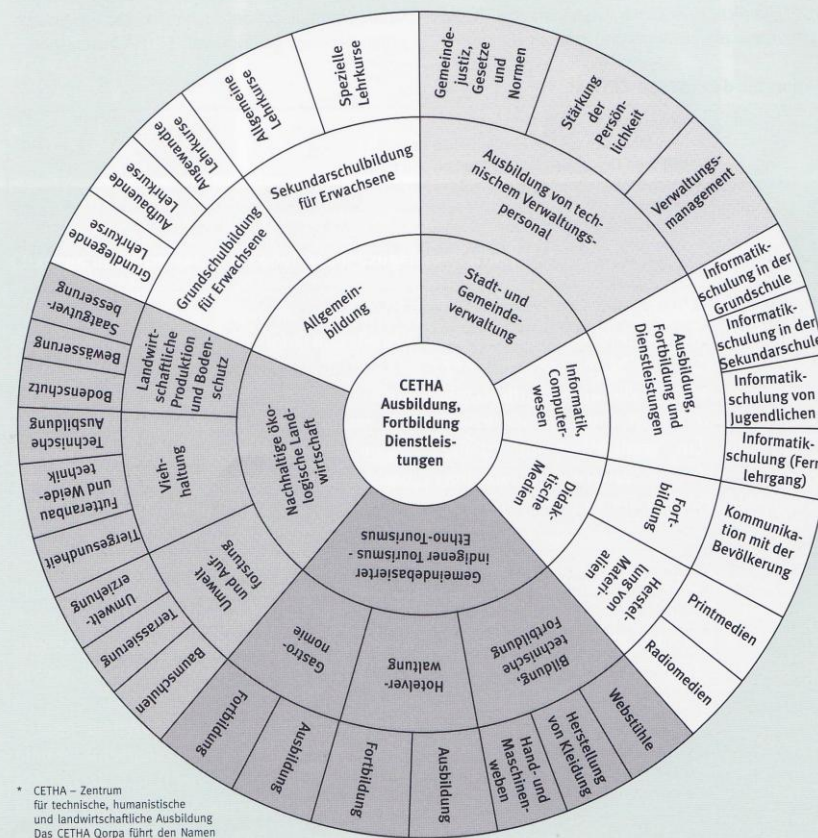 CETHA
Ausbildung,
Fortbildung
Dienstleis-
tungen
Stadt- und
Gemeinde-
verwaltung
Ausbildung von tech-
nischem Verwaltungs-
personal
Gemeinde-
justiz,
Gesetze
und
Normen
Stärkung
der
Persön-
lichkeit
Verwaltungs-
management
Informatik,
Computer-
wesen
Ausbildung,
Fortbildung und
Dienstleistungen
Informatik-
schulung in der
Grundschule
Informatik-
schulung in der
Sekundarschule
Informatik-
schulung von
Jugendlichen
Informatik-
schulung (Fern
lehrgang)
Didak-
tische
Medien
Fort-
bildung
Kommunika-
tion mit der
Bevölkerung
Herstel-
lung von
Materi-
alien
Printmedien
Radiomedien
Gemeindebasierter
indigener Tourismus -
Ethno-Tourismus
Bildung,
technische
Fortbildung
Webstühle
Herstellung
von Kleidung
Hand- und
Maschinen-
weben
Hotelver-
waltung
Ausbildung
Fortbildung
Gastro-
nomie
Ausbildung
Fortbildung
Nachhaltige öko-
logische Land-
wirtschaft
Umwelt
und Auf-
forstung
Baumschulen
Terrassierung
Umwelt-
erziehung
Vieh-
haltung
Tiergesundheit
Futteranbau
und Weide-
technik
Technische
Ausbildung
Landwirt-
schaftliche
Produktion
und Boden-
schutz
Bodenschutz
Bewässerung
Saatgutver-
besserung
Allgemein-
bildung
Grundschulbildung
für Erwachsene
Grundlegende
Lehrkurse
Aufbauende
Lehrkurse
Angewandte
Lehrkurse
Sekundarschulbildung
für Erwachsene
Allgemeine
Lehrkurse
Spezielle
Lehrkurse
* CETHA – Zentrum
für technische, humanistische
und landwirtschaftliche Ausbildung
Das CETHA Qorpa führt den Namen